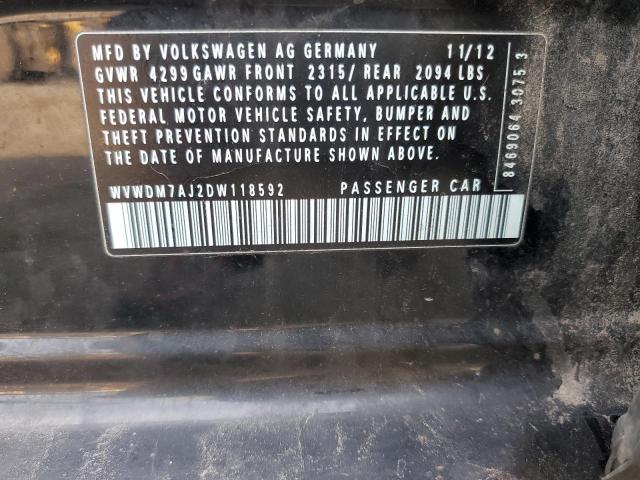 MFD BY VOLKSWAGEN AG GERMANY 11/12
GVWR 4299 GAWR FRONT 2315/ REAR 2094 LBS
THIS VEHICLE CONFORMS TO ALL APPLICABLE U.S.
FEDERAL MOTOR VEHICLE SAFETY, BUMPER AND
THEFT PREVENTION STANDARDS IN EFFECT ON
THE DATE OF MANUFACTURE SHOWN ABOVE.
WVWDM7AJ2DW118592 PASSENGER CAR
8469064 3075 3